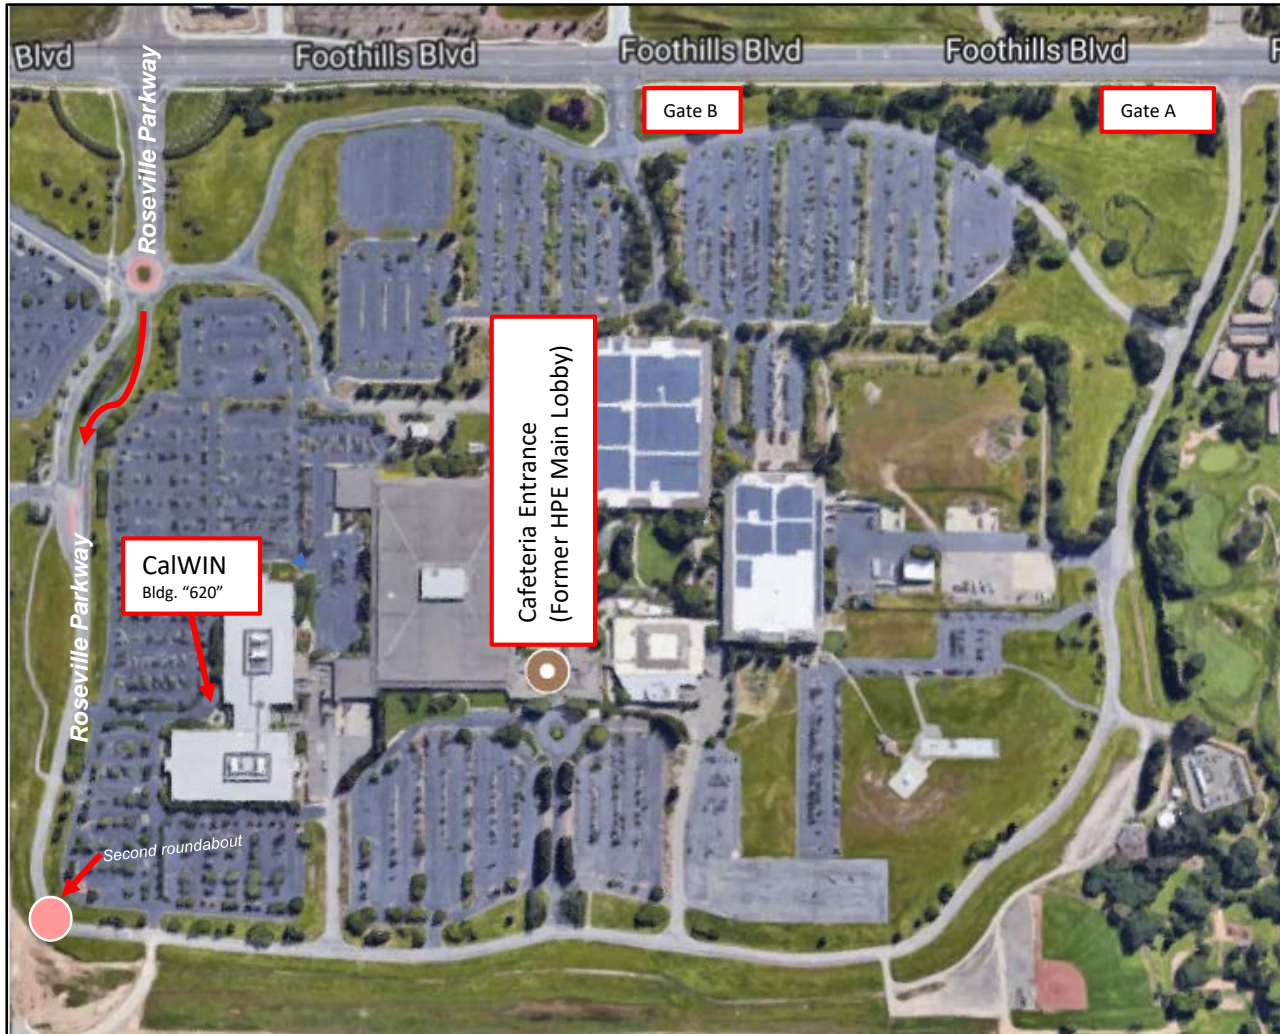 Blvd
Foothills Blvd
Foothills Blvd
Foothills Blvd
F
Roseville Parkway
Gate B
Gate A
Cafeteria Entrance
(Former HPE Main Lobby)
CalWIN
Bldg. “620”
Roseville Parkway
Second roundabout